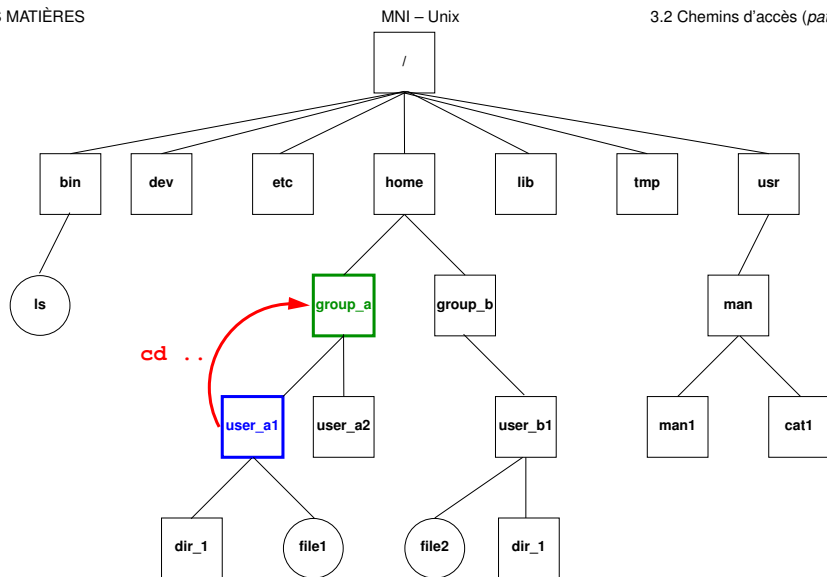 MATIÈRES MNI – Unix 3.2 Chemins d'accès
/
bin dev etc home lib tmp usr
ls group_a group_b man
cd ..
user_a1 user_a2 user_b1 man1 cat1
dir_1 file1 file2 dir_1